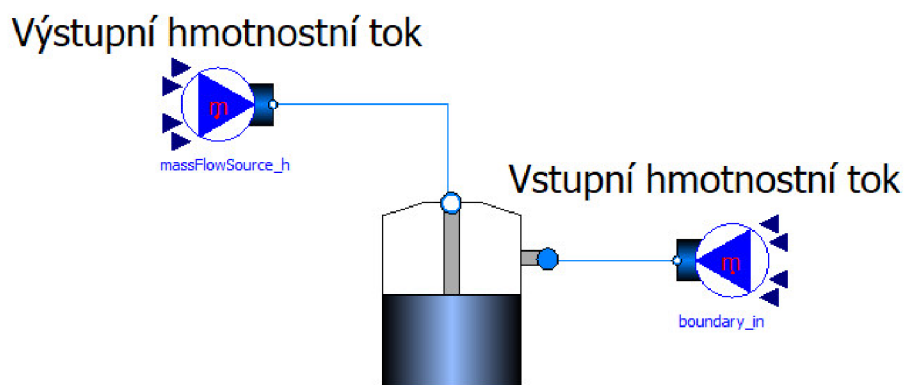 Výstupní hmotnostní tok
ṁ
massFlowSource_h
Vstupní hmotnostní tok
ṁ
boundary_in